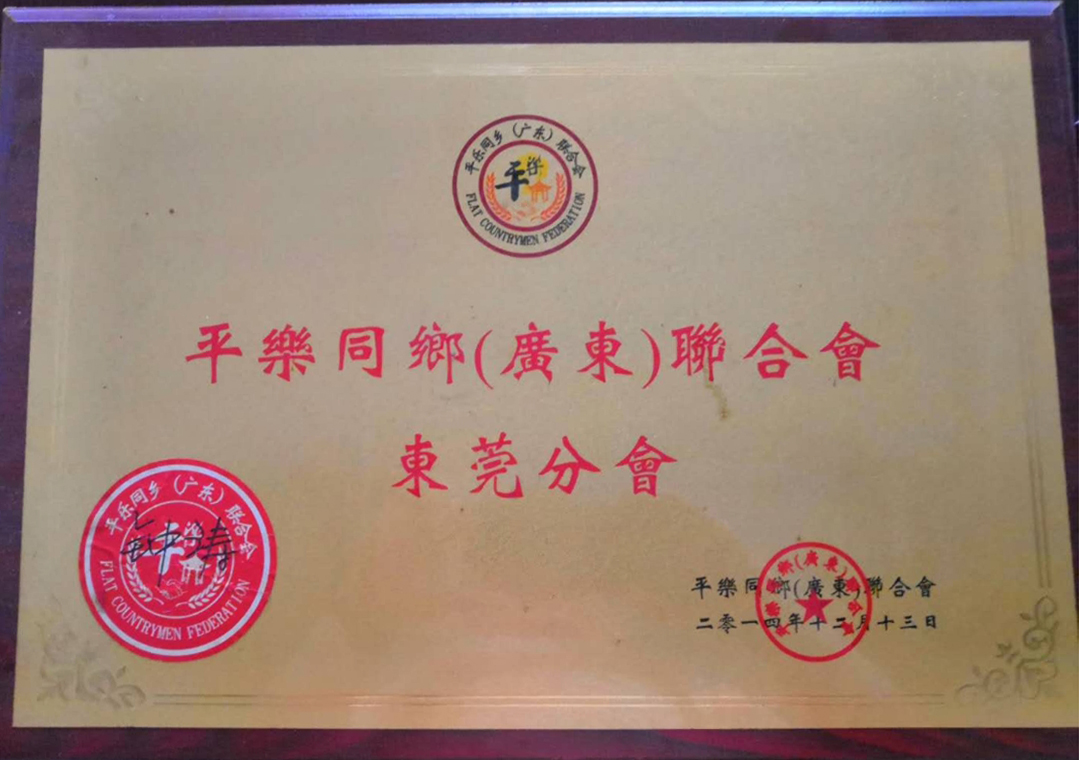 平乐同乡（广东）联合会
平
FLAT COUNTRYMEN FEDERATION
平樂同鄉(廣東)聯合會
東莞分會
平乐同乡（广东）联合会
FLAT COUNTRYMEN FEDERATION
平樂同鄉(廣東)聯合會
二零一四年十二月十三日